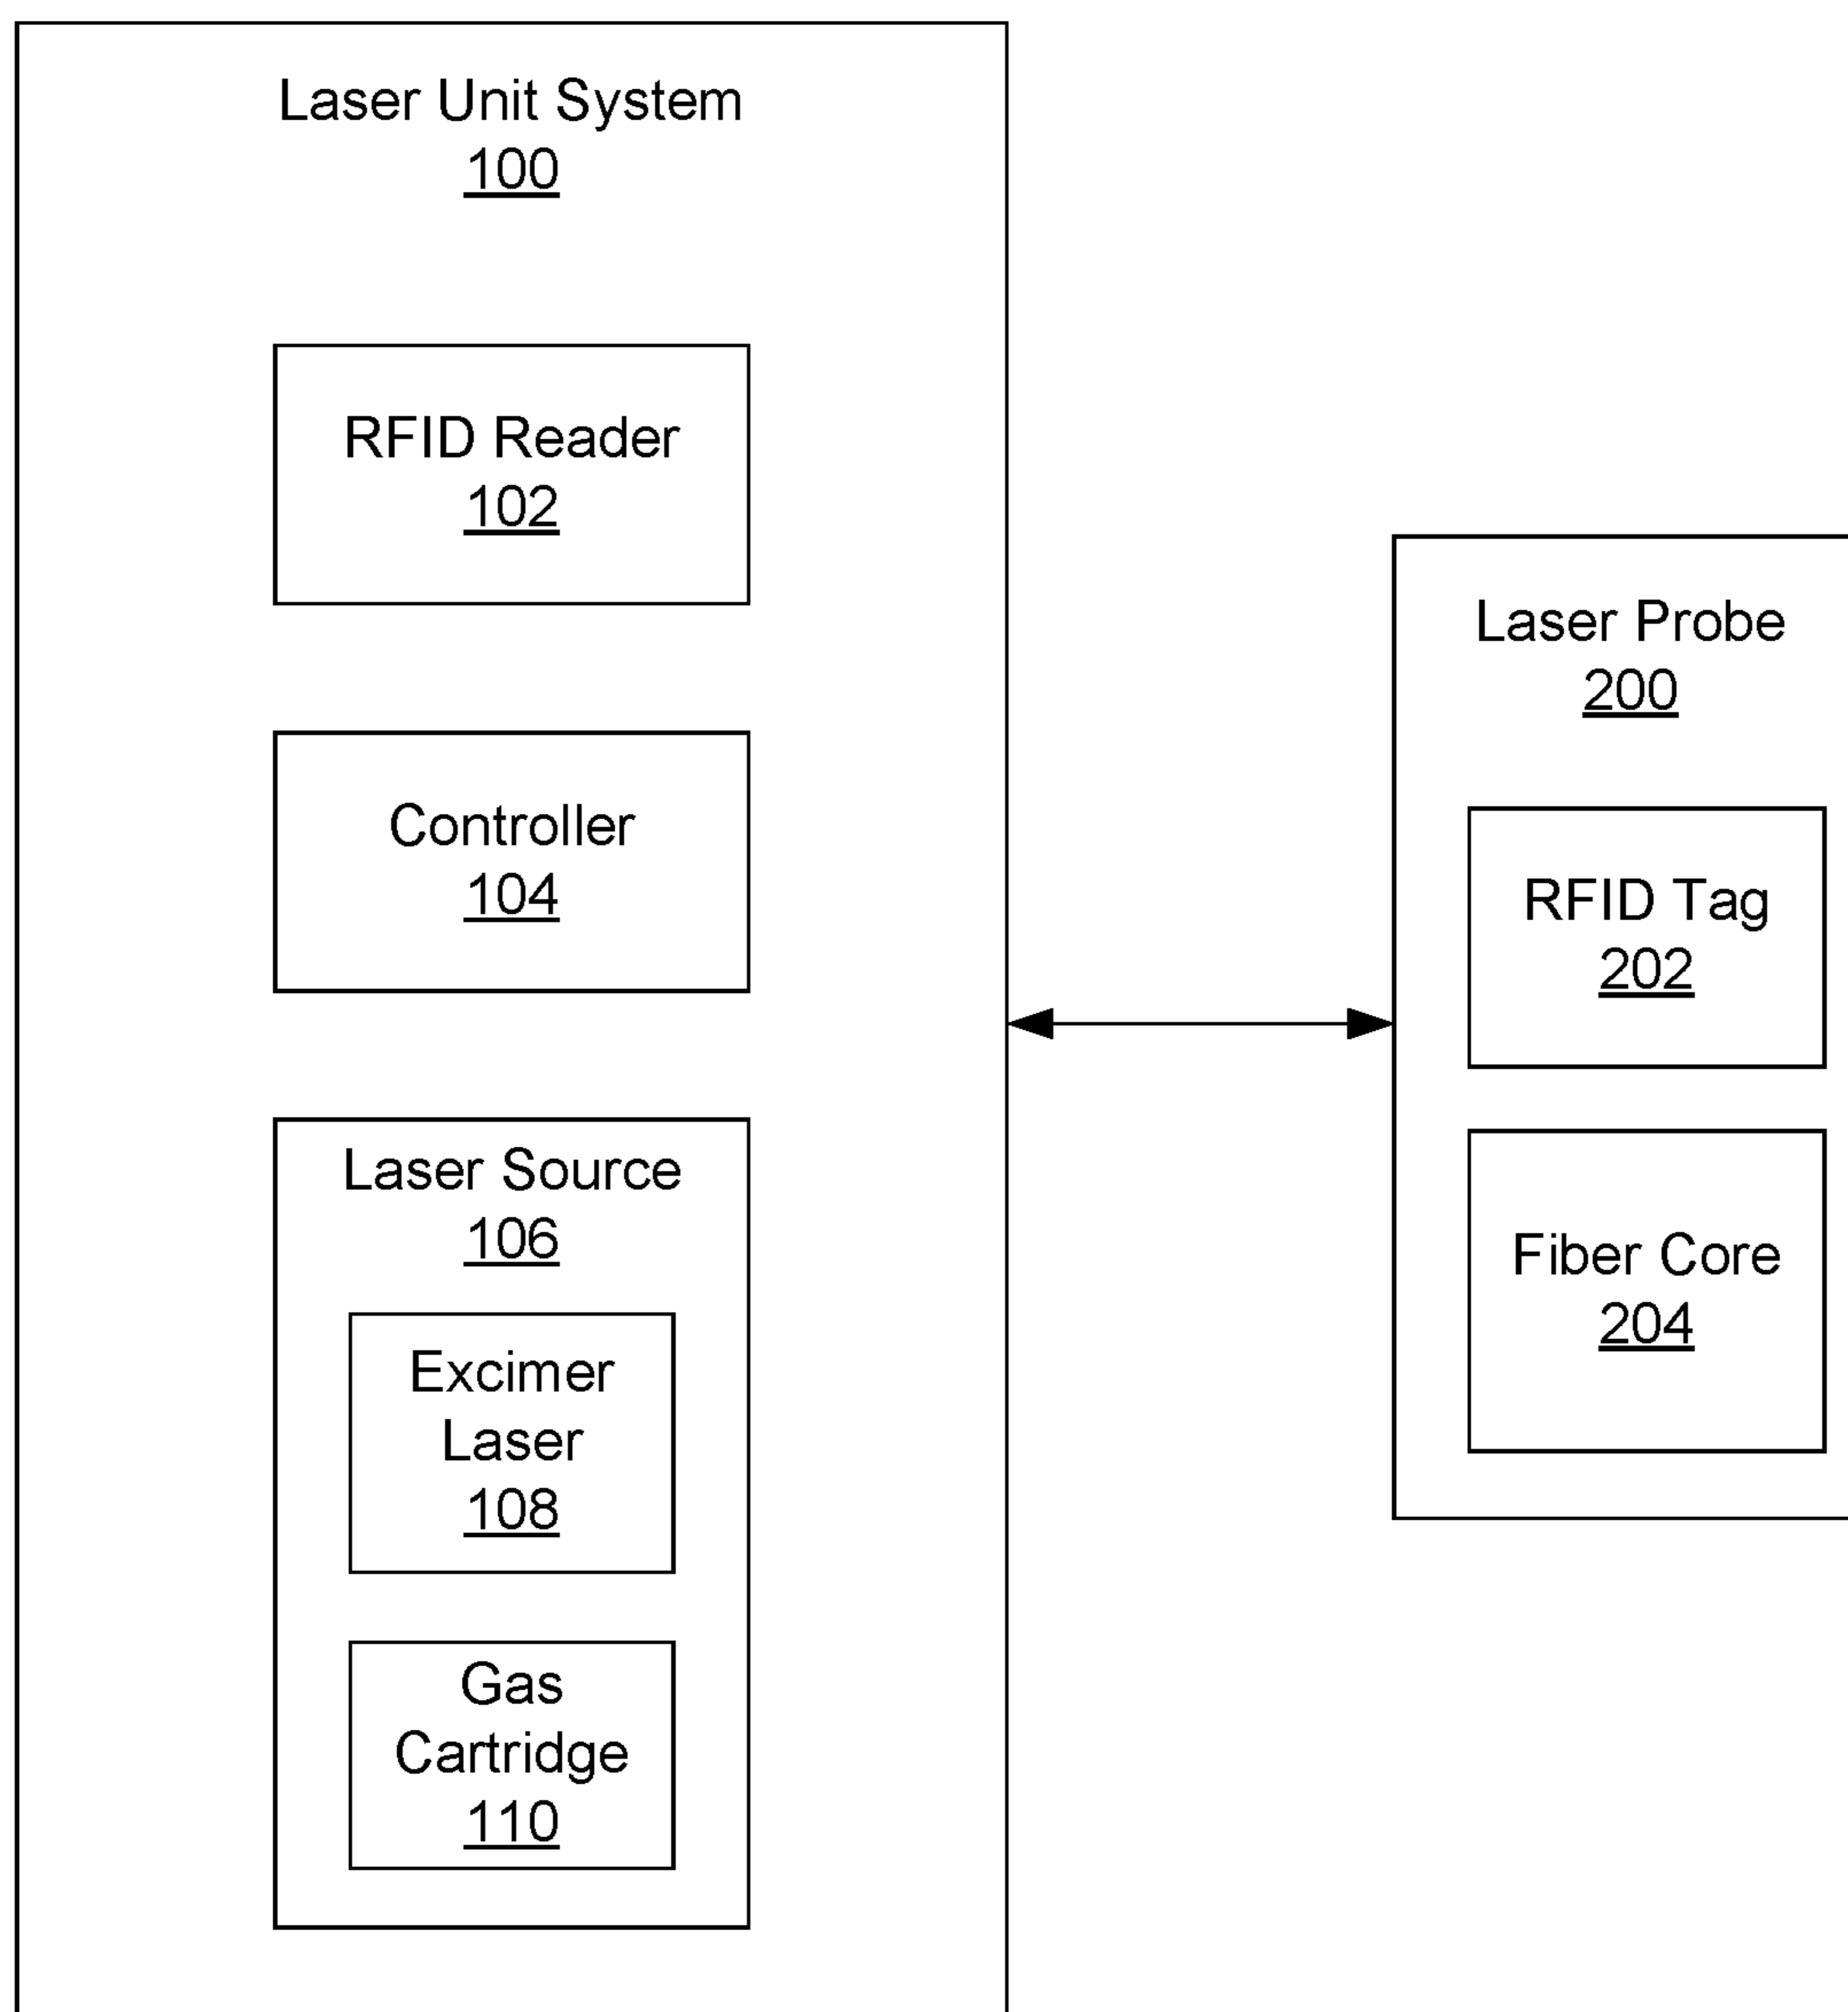 Laser Unit System
100
RFID Reader
102
Controller
104
Laser Source
106
Excimer
Laser
108
Gas
Cartridge
110
Laser Probe
200
RFID Tag
202
Fiber Core
204